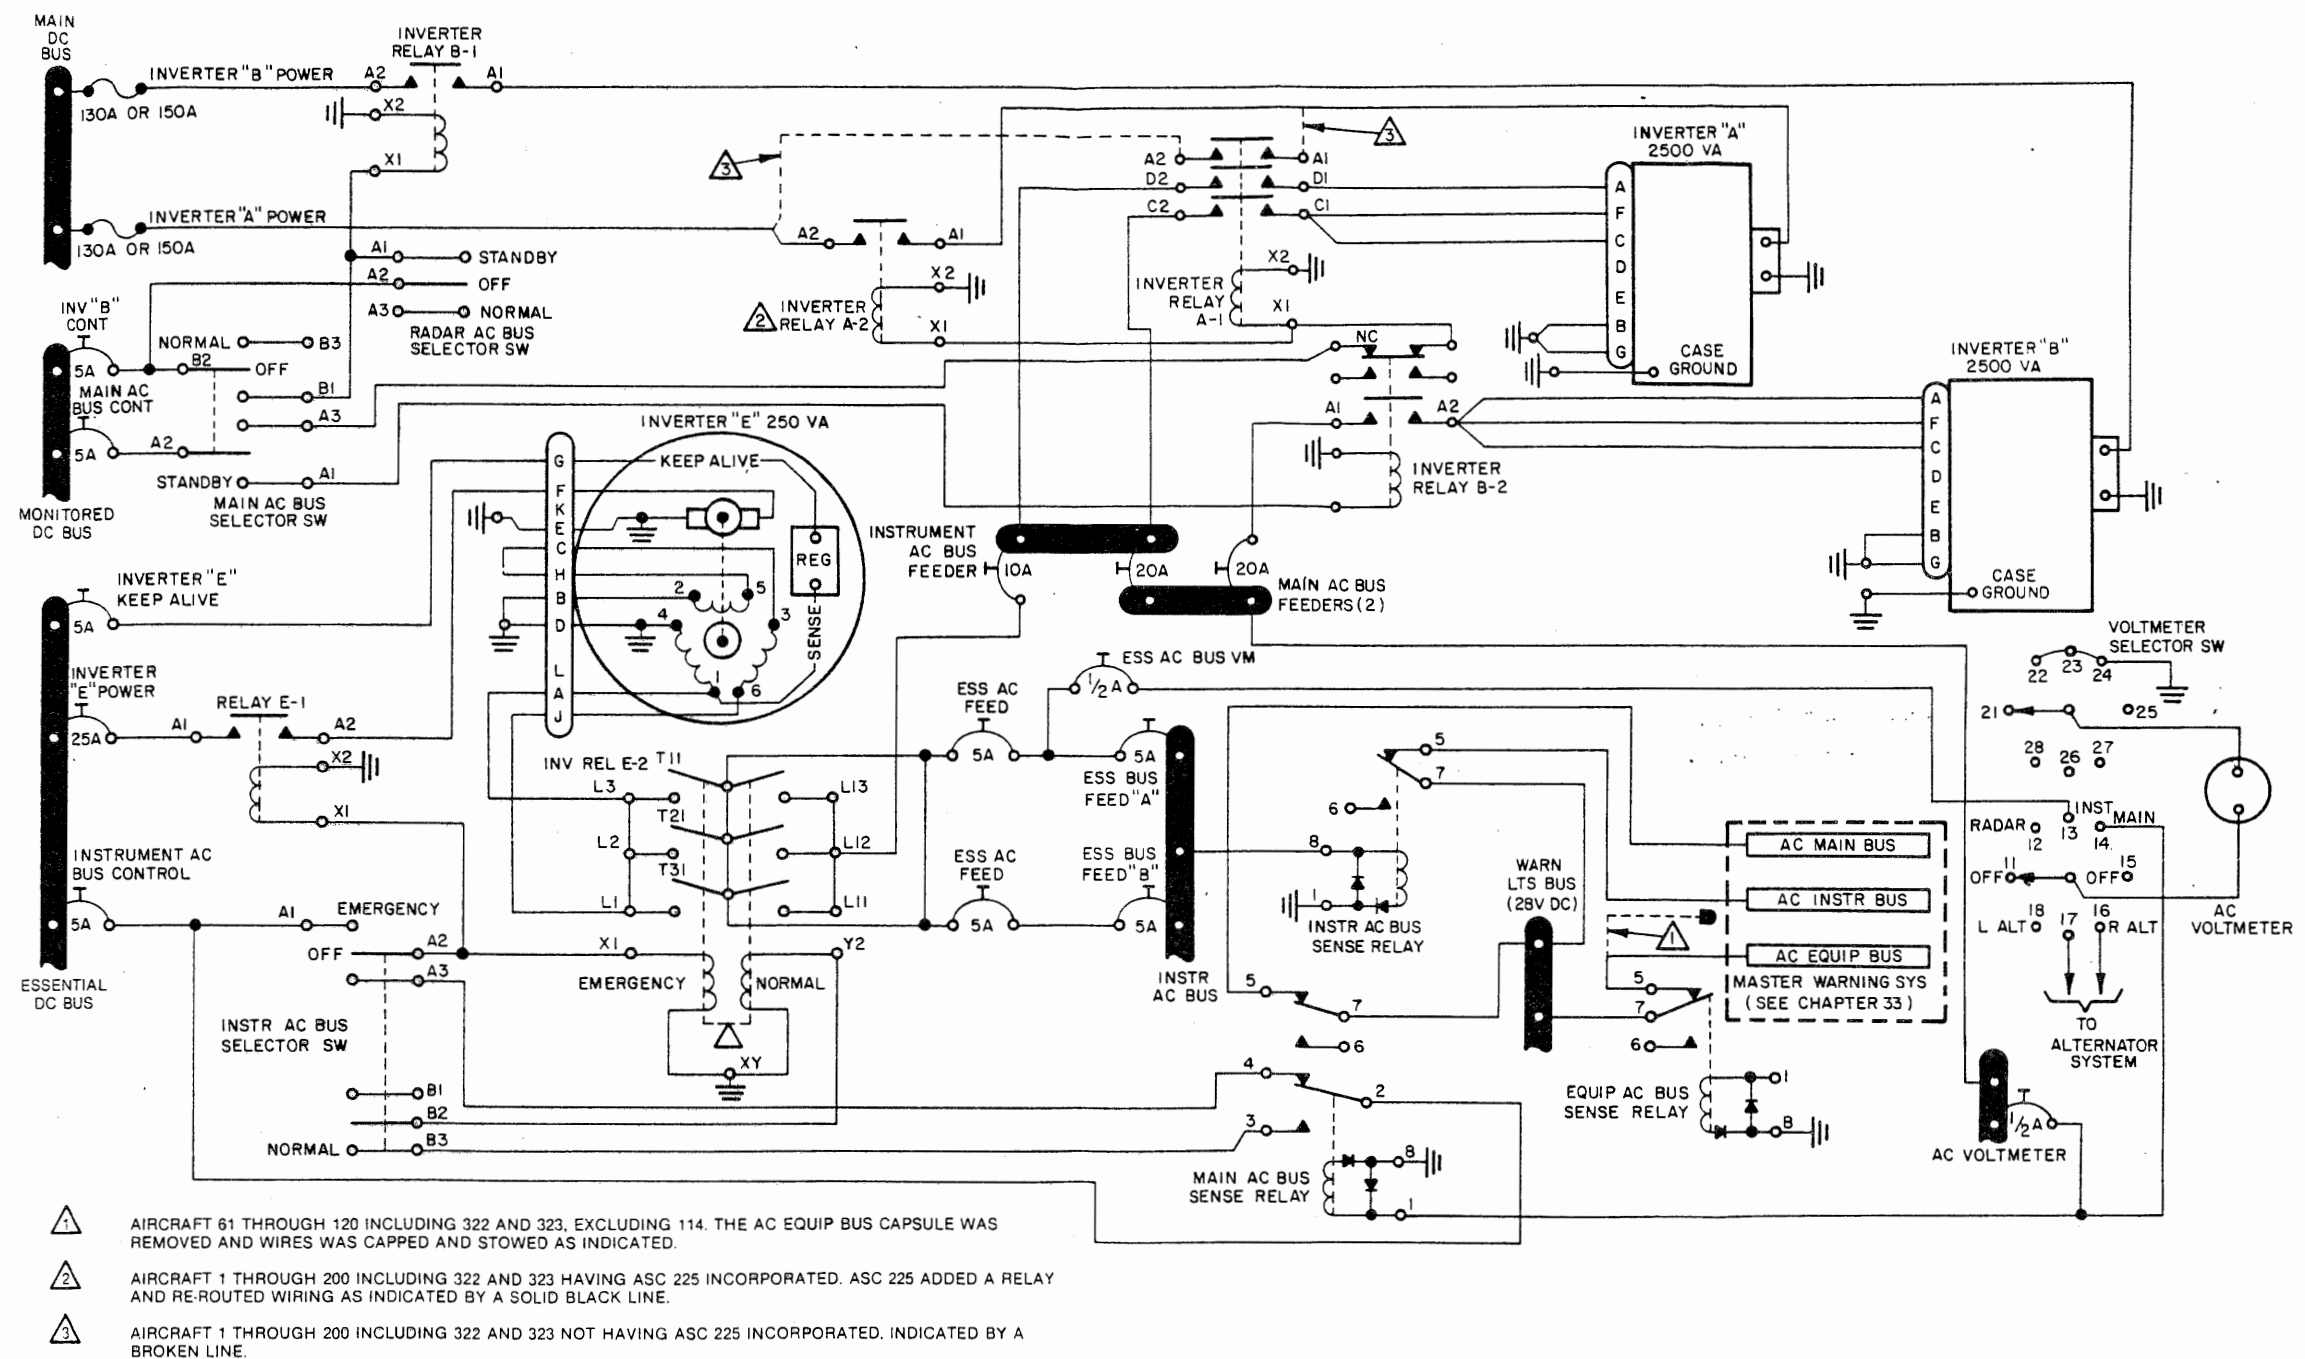 MAIN
DC
BUS
INVERTER
RELAY B-1
INVERTER "B" POWER
A2
A1
130A OR 150A
X2
X1
INVERTER "A" POWER
130A OR 150A
A1
STANDBY
A2
OFF
A3
NORMAL
RADAR AC BUS
SELECTOR SW
INV "B"
CONT
5A
NORMAL
B3
B2
OFF
MAIN AC
BUS CONT
B1
A3
5A
A2
STANDBY
A1
MAIN AC BUS
SELECTOR SW
MONITORED
DC BUS
3
A2
A1
X2
2
INVERTER
RELAY A-2
X1
3
A2
A1
D2
D1
C2
C1
X2
INVERTER
RELAY
A-1
X1
NC
A1
A2
INVERTER
RELAY B-2
INVERTER "A"
2500 VA
A
F
C
D
E
B
G
CASE
GROUND
INVERTER "B"
2500 VA
A
F
C
D
E
B
G
CASE
GROUND
INVERTER "E" 250 VA
G
F
K
E
C
H
B
D
L
A
J
KEEP ALIVE
REG
SENSE
2
5
4
3
6
INSTRUMENT
AC BUS
FEEDER
10A
20A
20A
MAIN AC BUS
FEEDERS (2)
INVERTER "E"
KEEP ALIVE
5A
INVERTER
"E" POWER
25A
RELAY E-1
A1
A2
X2
X1
INSTRUMENT AC
BUS CONTROL
5A
A1
EMERGENCY
OFF
A2
A3
ESSENTIAL
DC BUS
INSTR AC BUS
SELECTOR SW
B1
B2
NORMAL
B3
INV REL E-2
T11
L3
L13
T21
L2
L12
T31
L1
L11
X1
Y2
EMERGENCY
NORMAL
XY
ESS AC
FEED
5A
ESS AC BUS VM
1/2 A
5A
ESS BUS
FEED "A"
ESS AC
FEED
5A
ESS BUS
FEED "B"
5A
INSTR
AC BUS
5
7
6
8
1
INSTR AC BUS
SENSE RELAY
WARN
LTS BUS
(28V DC)
5
7
6
4
2
3
MAIN AC BUS
SENSE RELAY
8
1
AC MAIN BUS
AC INSTR BUS
1
AC EQUIP BUS
MASTER WARNING SYS
(SEE CHAPTER 33)
5
7
6
EQUIP AC BUS
SENSE RELAY
1
8
VOLTMETER
SELECTOR SW
22
23
24
21
25
28
26
27
INST
MAIN
RADAR
12
13
14
11
15
OFF
OFF
18
17
16
L ALT
R ALT
AC
VOLTMETER
TO
ALTERNATOR
SYSTEM
1/2 A
AC VOLTMETER
1
AIRCRAFT 61 THROUGH 120 INCLUDING 322 AND 323, EXCLUDING 114. THE AC EQUIP BUS CAPSULE WAS
REMOVED AND WIRES WAS CAPPED AND STOWED AS INDICATED.
2
AIRCRAFT 1 THROUGH 200 INCLUDING 322 AND 323 HAVING ASC 225 INCORPORATED. ASC 225 ADDED A RELAY
AND RE-ROUTED WIRING AS INDICATED BY A SOLID BLACK LINE.
3
AIRCRAFT 1 THROUGH 200 INCLUDING 322 AND 323 NOT HAVING ASC 225 INCORPORATED. INDICATED BY A
BROKEN LINE.